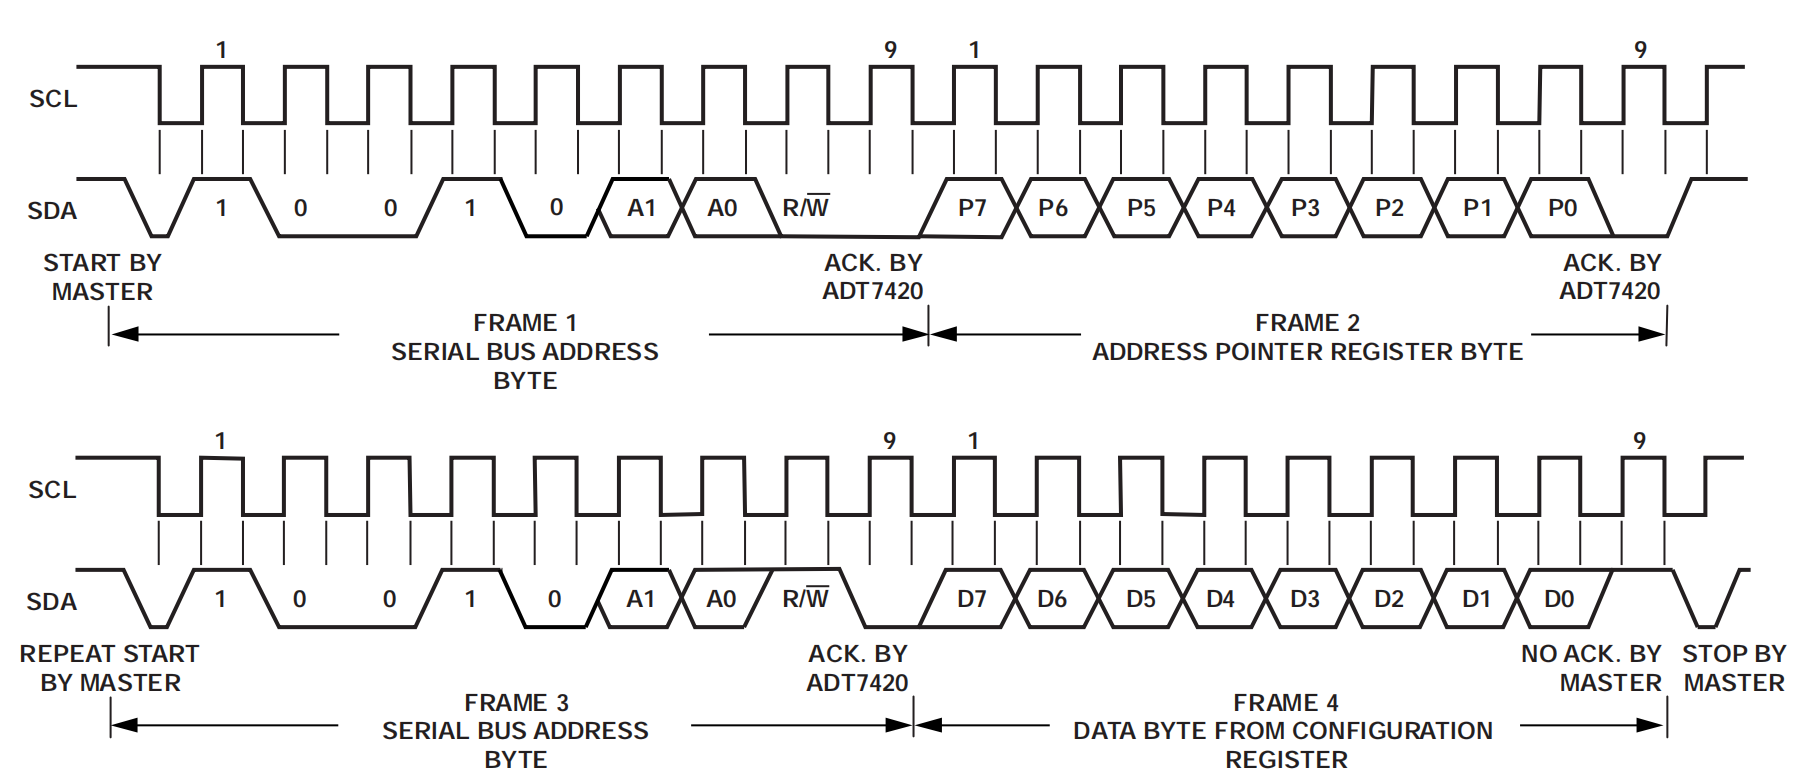 1 9 1 9
SCL
SDA 1 0 0 1 0 A1 A0 R/W̅ P7 P6 P5 P4 P3 P2 P1 P0
START BY
MASTER
ACK. BY
ADT7420
ACK. BY
ADT7420
FRAME 1
SERIAL BUS ADDRESS
BYTE
FRAME 2
ADDRESS POINTER REGISTER BYTE
1 9 1 9
SCL
SDA 1 0 0 1 0 A1 A0 R/W̅ D7 D6 D5 D4 D3 D2 D1 D0
REPEAT START
BY MASTER
ACK. BY
ADT7420
NO ACK. BY
MASTER
STOP BY
MASTER
FRAME 3
SERIAL BUS ADDRESS
BYTE
FRAME 4
DATA BYTE FROM CONFIGURATION
REGISTER